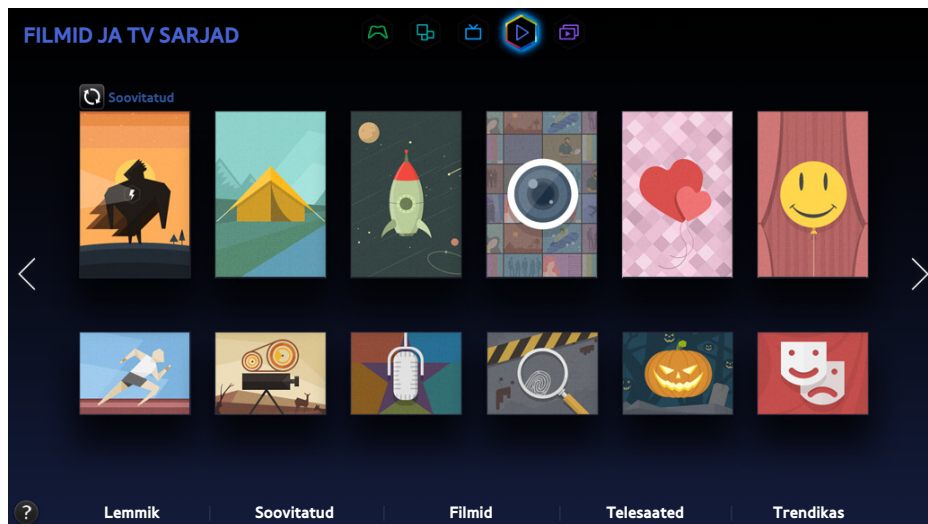 FILMID JA TV SARJAD
Soovitatud
? Lemmik Soovitatud Filmid Telesaated Trendikas